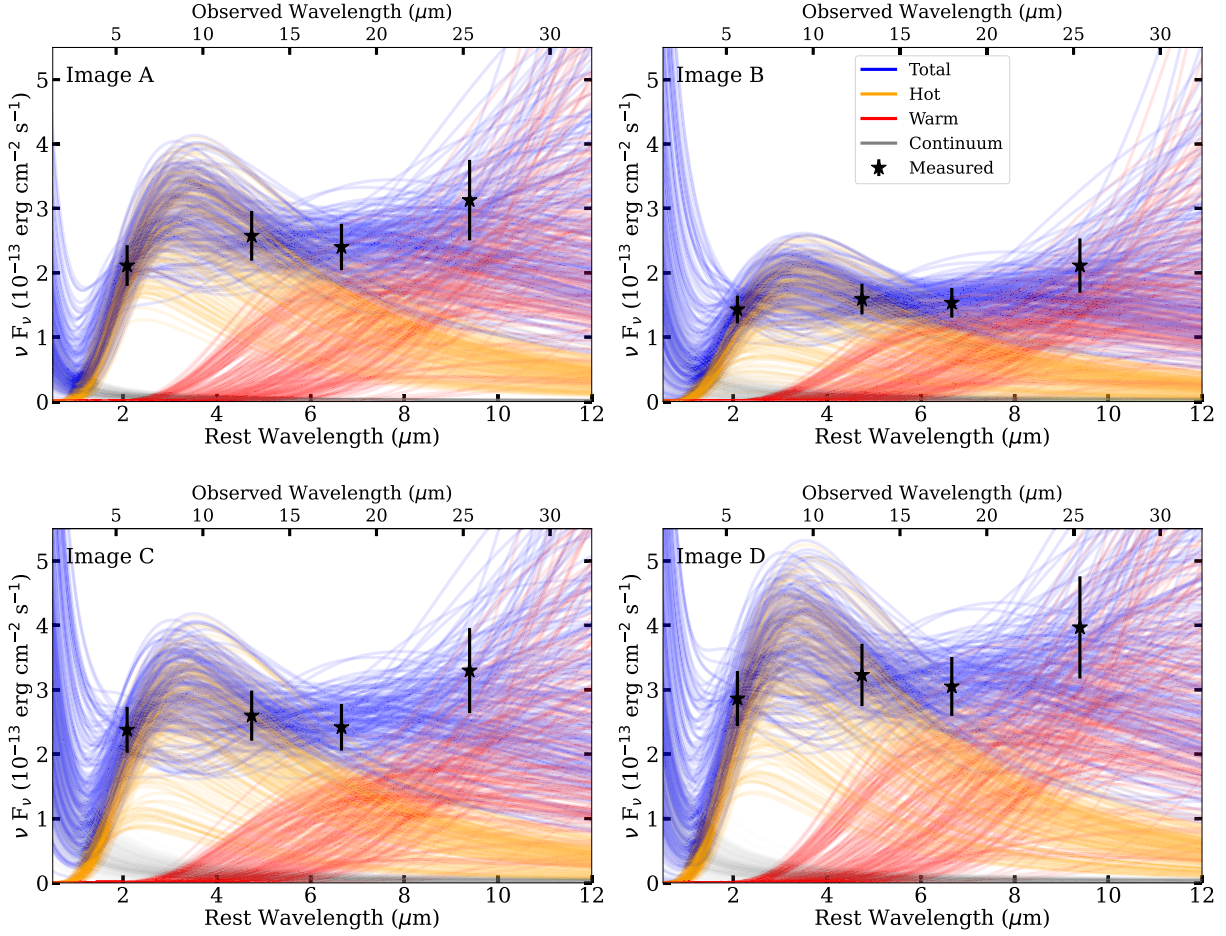 Observed Wavelength (μm)
5 10 15 20 25 30
Image A
ν Fν (10⁻¹³ erg cm⁻² s⁻¹)
5
4
3
2
1
0
2 4 6 8 10 12
Rest Wavelength (μm)
Observed Wavelength (μm)
5 10 15 20 25 30
Image B
Total
Hot
Warm
Continuum
Measured
ν Fν (10⁻¹³ erg cm⁻² s⁻¹)
5
4
3
2
1
0
2 4 6 8 10 12
Rest Wavelength (μm)
Observed Wavelength (μm)
5 10 15 20 25 30
Image C
ν Fν (10⁻¹³ erg cm⁻² s⁻¹)
5
4
3
2
1
0
2 4 6 8 10 12
Rest Wavelength (μm)
Observed Wavelength (μm)
5 10 15 20 25 30
Image D
ν Fν (10⁻¹³ erg cm⁻² s⁻¹)
5
4
3
2
1
0
2 4 6 8 10 12
Rest Wavelength (μm)